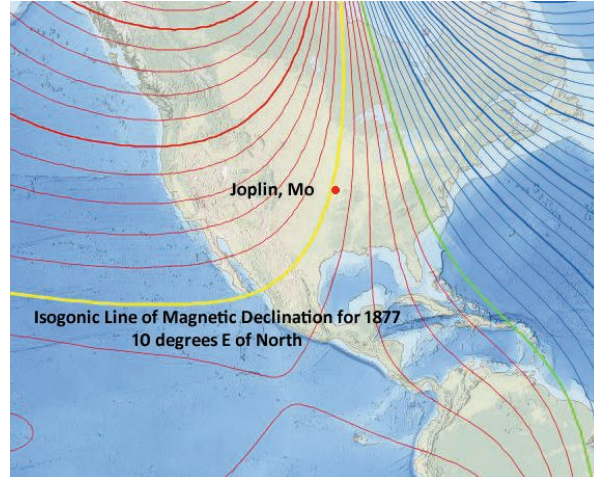 Joplin, Mo
Isogonic Line of Magnetic Declination for 1877
10 degrees E of North